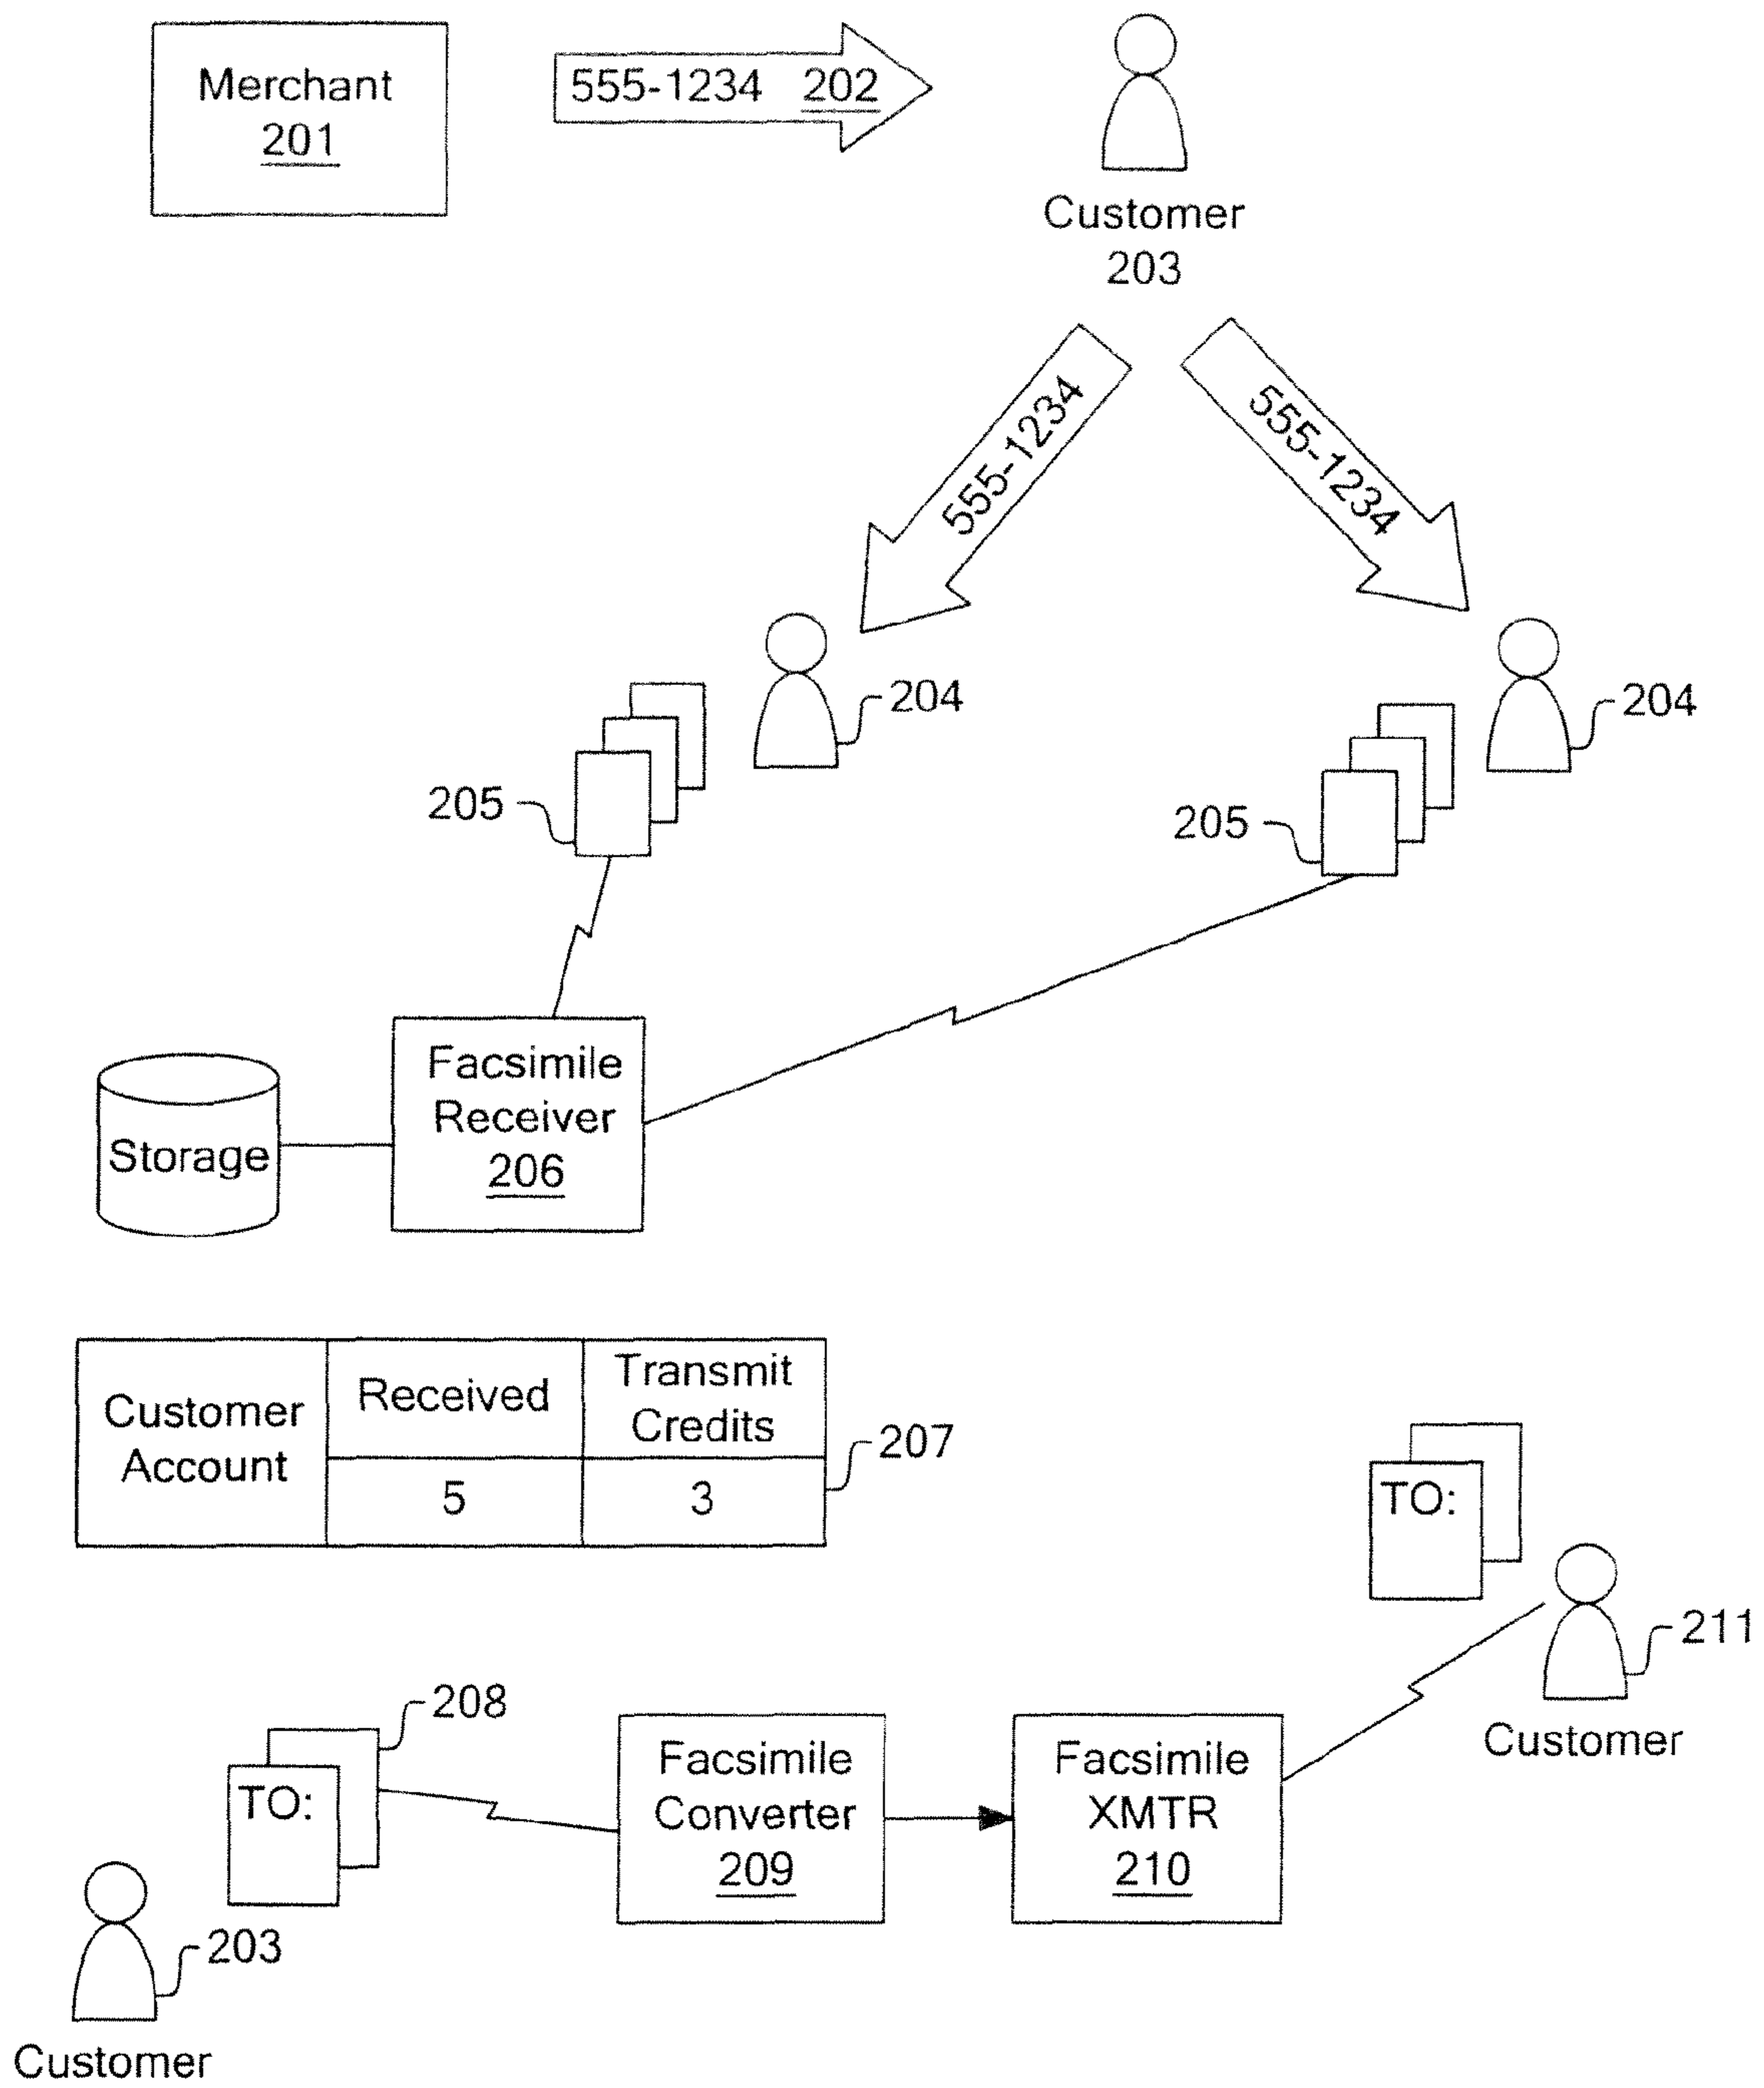 Merchant
201
555-1234 202
Customer
203
555-1234
555-1234
204
204
205
205
Facsimile
Receiver
206
Storage
Customer
Account
Received
Transmit
Credits
5
3
207
TO:
211
Customer
208
TO:
Facsimile
Converter
209
Facsimile
XMTR
210
203
Customer